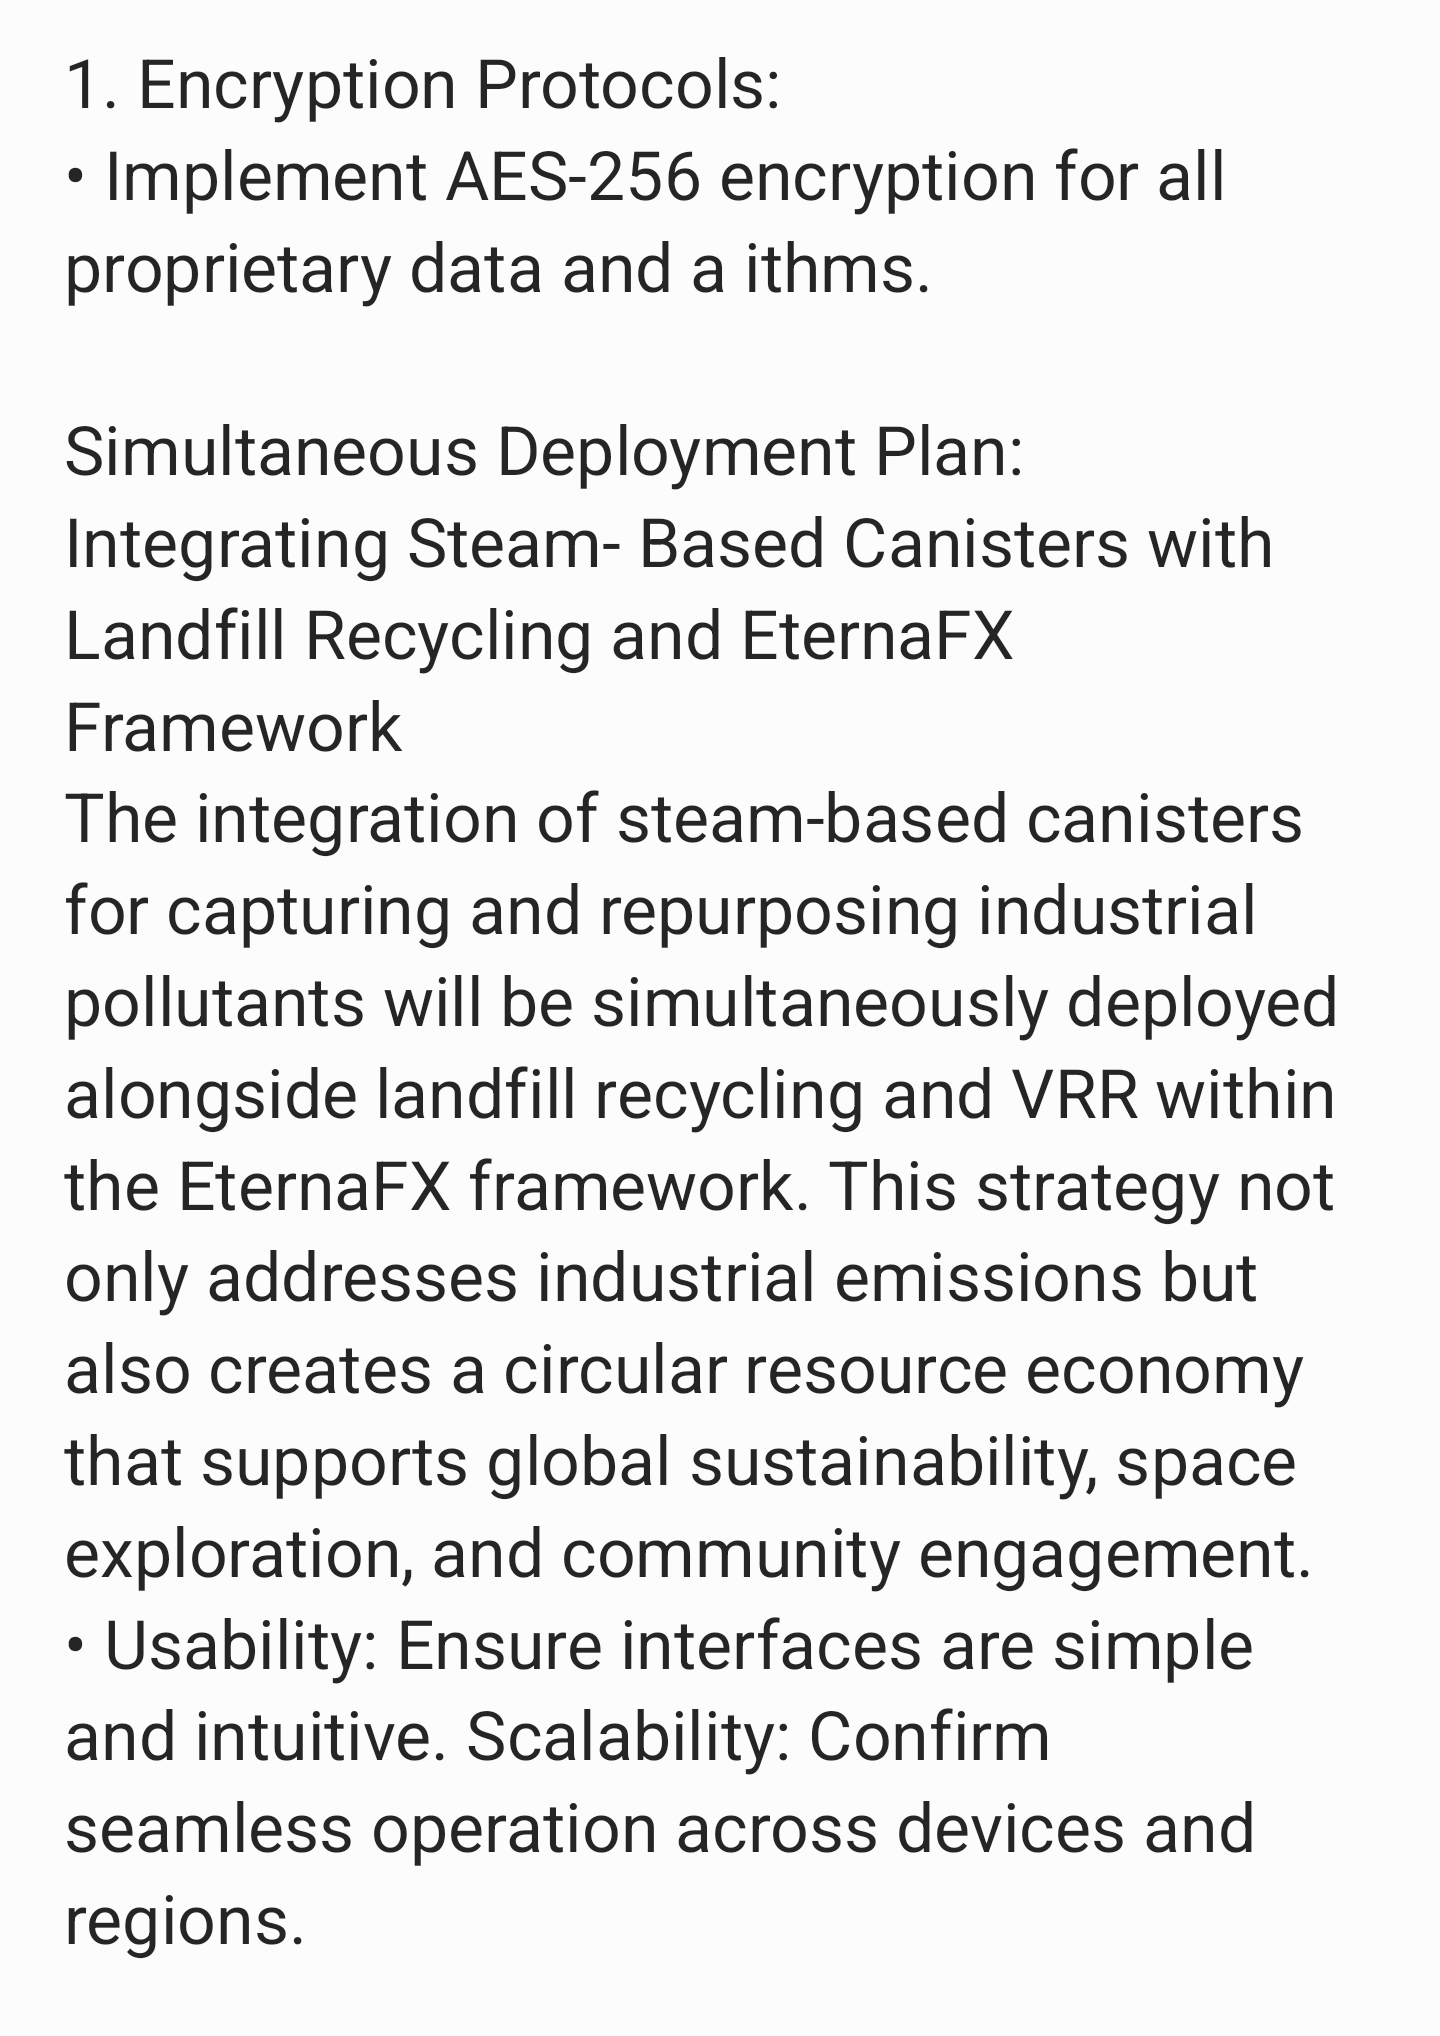 1. Encryption Protocols:
• Implement AES-256 encryption for all
proprietary data and a ithms.
Simultaneous Deployment Plan:
Integrating Steam- Based Canisters with
Landfill Recycling and EternaFX
Framework
The integration of steam-based canisters
for capturing and repurposing industrial
pollutants will be simultaneously deployed
alongside landfill recycling and VRR within
the EternaFX framework. This strategy not
only addresses industrial emissions but
also creates a circular resource economy
that supports global sustainability, space
exploration, and community engagement.
• Usability: Ensure interfaces are simple
and intuitive. Scalability: Confirm
seamless operation across devices and
regions.